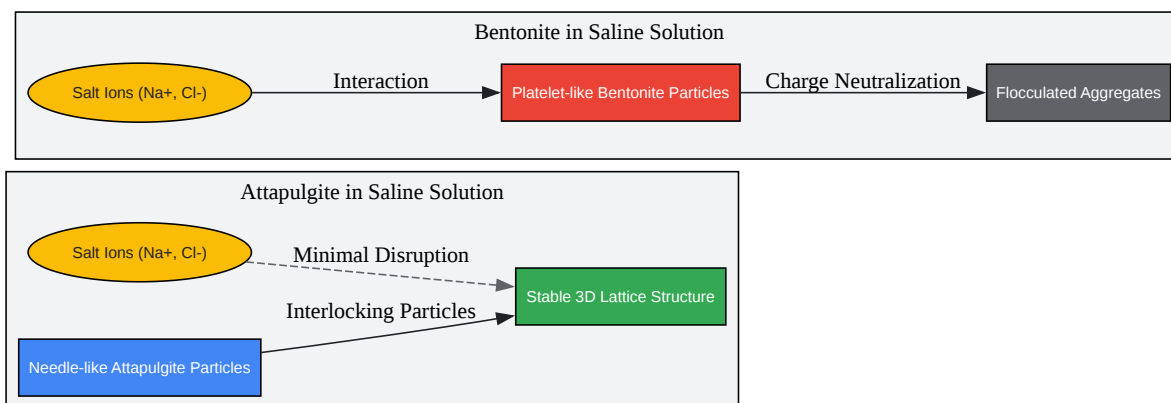 Bentonite in Saline Solution
Salt Ions (Na+, Cl-)
Interaction
Platelet-like Bentonite Particles
Charge Neutralization
Flocculated Aggregates
Attapulgite in Saline Solution
Salt Ions (Na+, Cl-)
Minimal Disruption
Stable 3D Lattice Structure
Interlocking Particles
Needle-like Attapulgite Particles